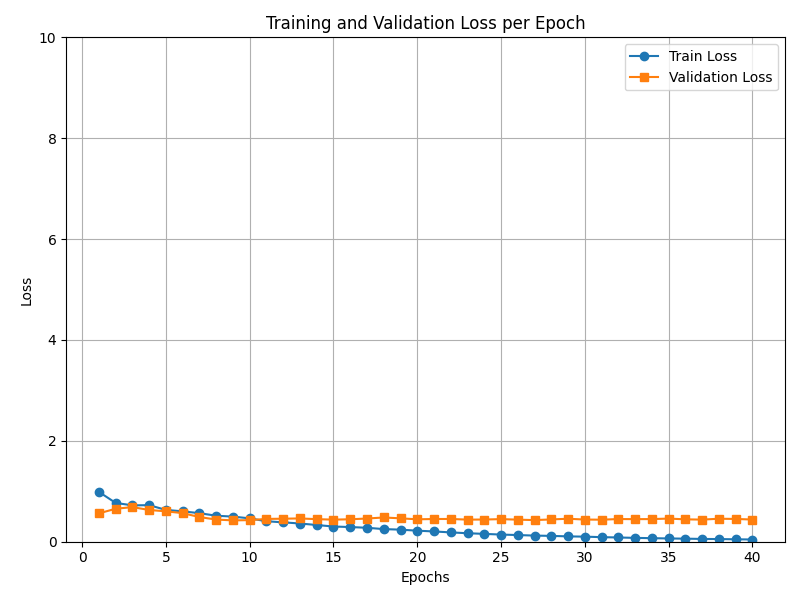 Training and Validation Loss per Epoch
Train Loss
Validation Loss
10
8
6
4
2
0
Loss
0 5 10 15 20 25 30 35 40
Epochs